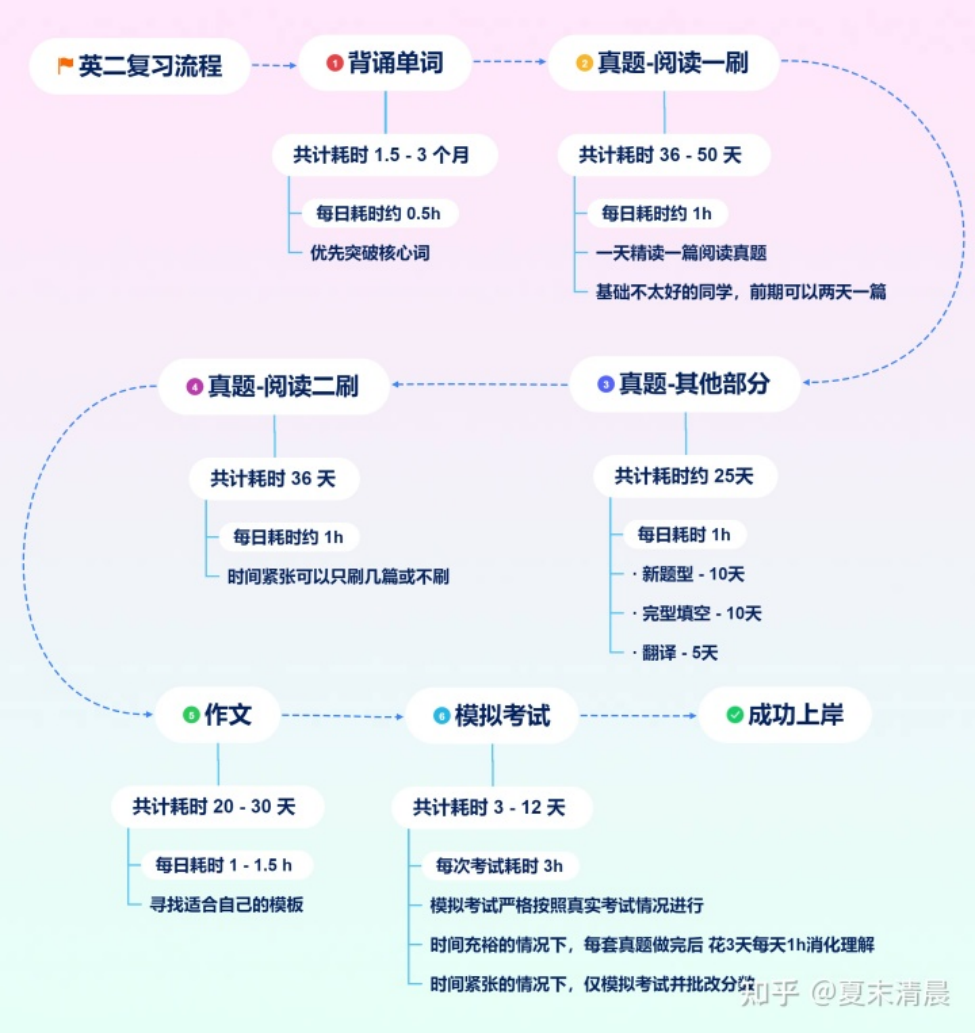 英二复习流程
1 背诵单词
2 真题-阅读一刷
共计耗时 1.5 - 3 个月
每日耗时约 0.5h
优先突破核心词
共计耗时 36 - 50 天
每日耗时约 1h
一天精读一篇阅读真题
基础不太好的同学，前期可以两天一篇
3 真题-其他部分
共计耗时约 25天
每日耗时 1h
· 新题型 - 10天
· 完型填空 - 10天
· 翻译 - 5天
4 真题-阅读二刷
共计耗时 36 天
每日耗时约 1h
时间紧张可以只刷几篇或不刷
5 作文
共计耗时 20 - 30 天
每日耗时 1 - 1.5 h
寻找适合自己的模板
6 模拟考试
共计耗时 3 - 12 天
每次考试耗时 3h
模拟考试严格按照真实考试情况进行
时间充裕的情况下，每套真题做完后 花3天每天1h消化理解
时间紧张的情况下，仅模拟考试并批改分数
成功上岸
知乎 @夏末清晨